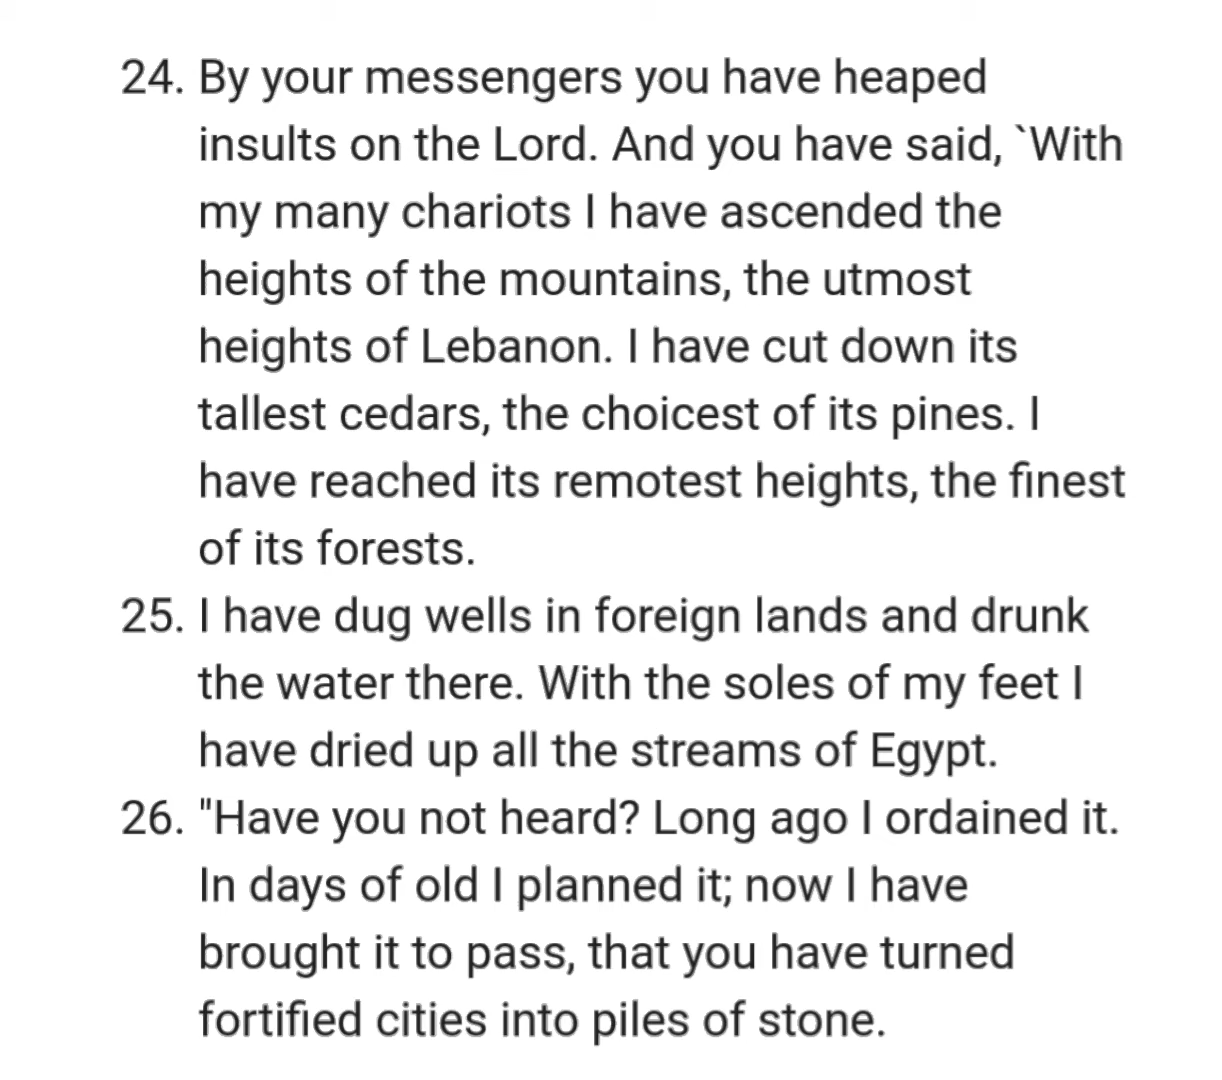 24. By your messengers you have heaped
insults on the Lord. And you have said, `With
my many chariots I have ascended the
heights of the mountains, the utmost
heights of Lebanon. I have cut down its
tallest cedars, the choicest of its pines. I
have reached its remotest heights, the finest
of its forests.
25. I have dug wells in foreign lands and drunk
the water there. With the soles of my feet I
have dried up all the streams of Egypt.
26. "Have you not heard? Long ago I ordained it.
In days of old I planned it; now I have
brought it to pass, that you have turned
fortified cities into piles of stone.